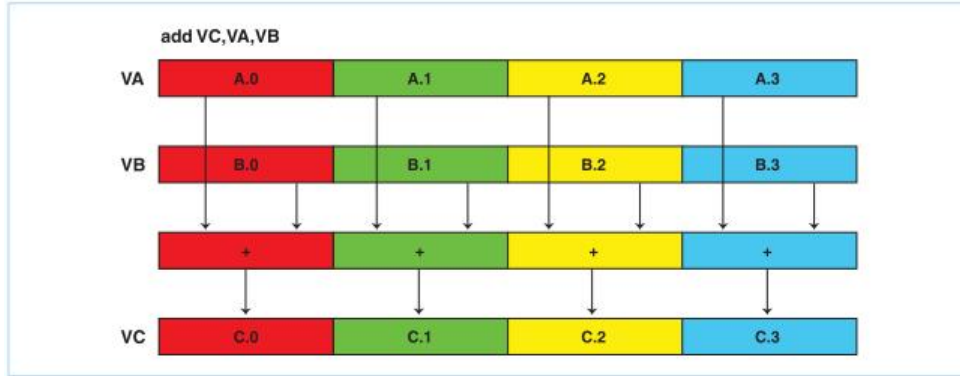 add VC,VA,VB
VA A.0 A.1 A.2 A.3
VB B.0 B.1 B.2 B.3
+ + + +
VC C.0 C.1 C.2 C.3